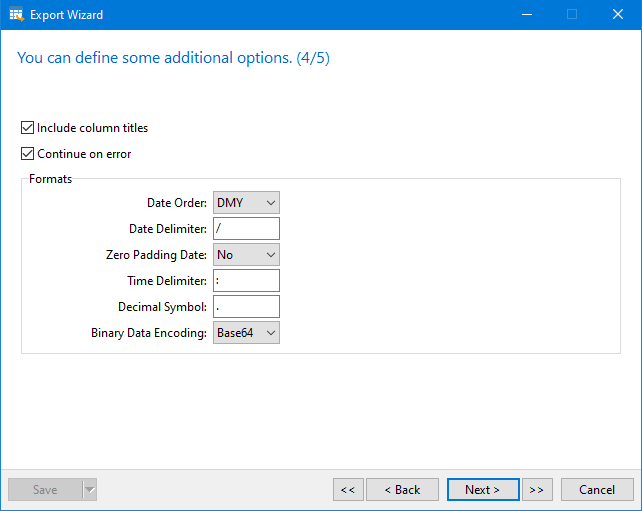 Export Wizard
You can define some additional options. (4/5)
Include column titles
Continue on error
Formats
Date Order: DMY
Date Delimiter: /
Zero Padding Date: No
Time Delimiter: :
Decimal Symbol: .
Binary Data Encoding: Base64
Save << < Back Next > >> Cancel